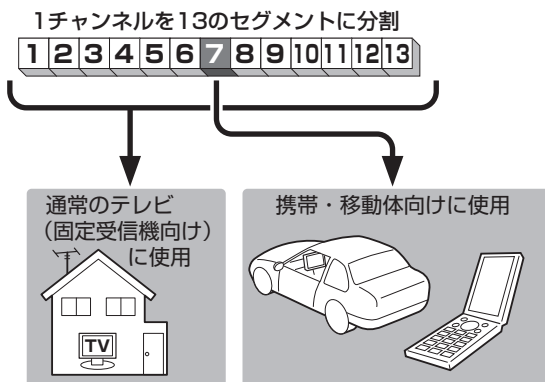 1チャンネルを13のセグメントに分割
1 2 3 4 5 6 7 8 9 10 11 12 13
通常のテレビ
（固定受信機向け）
に使用
TV
携帯・移動体向けに使用